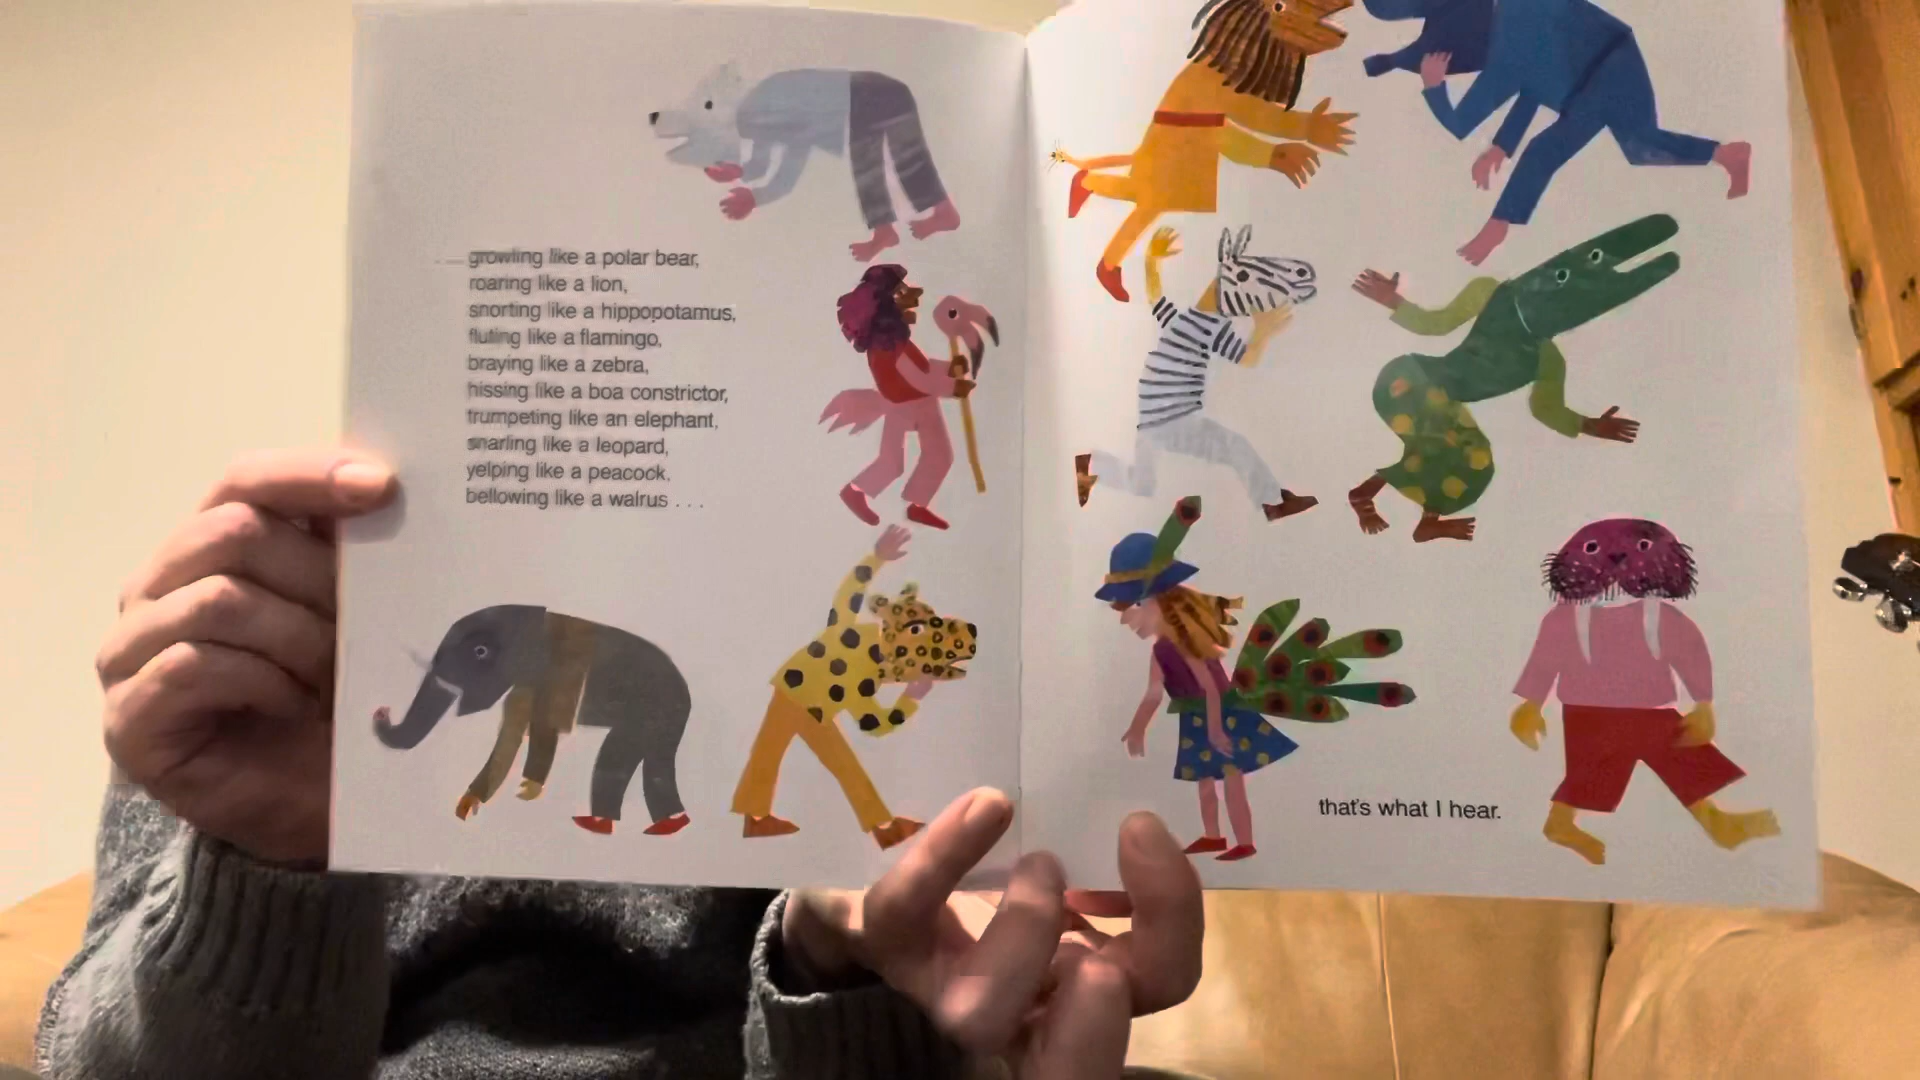 growling like a polar bear,
roaring like a lion,
snorting like a hippopotamus,
fluting like a flamingo,
braying like a zebra,
hissing like a boa constrictor,
trumpeting like an elephant,
snarling like a leopard,
yelping like a peacock,
bellowing like a walrus . . .
that's what I hear.